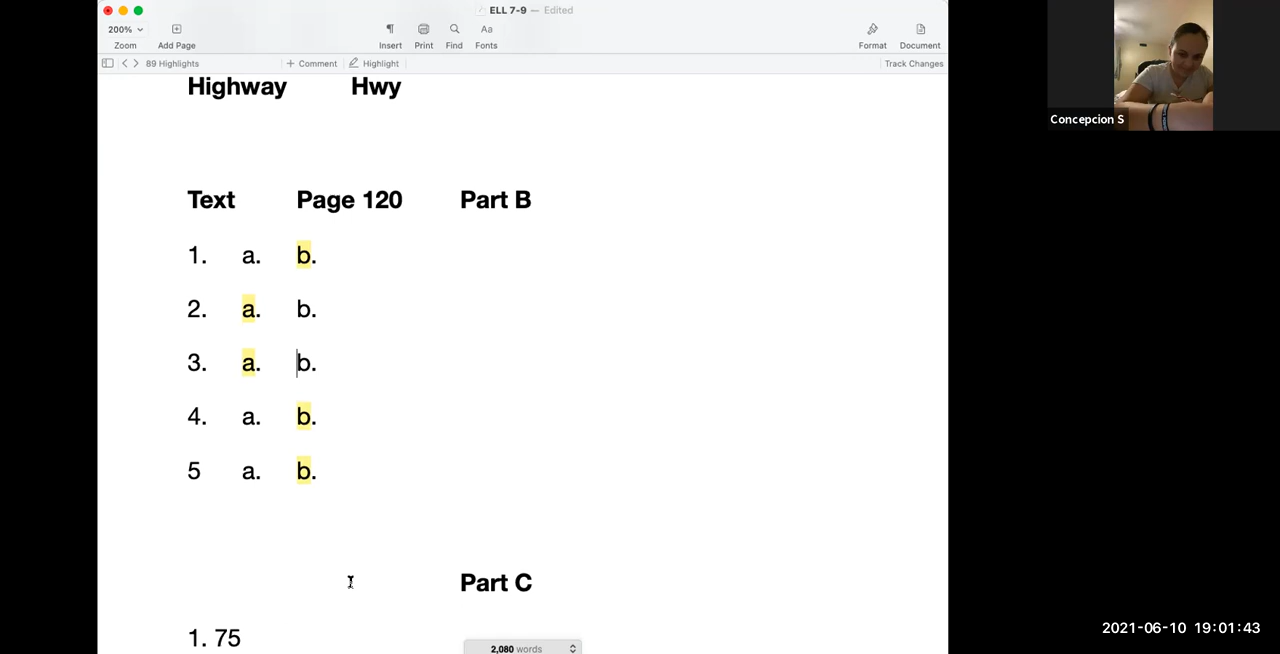 ELL 7-9 — Edited
200%
Zoom
Add Page
Insert
Print
Find
Aa
Fonts
Format
Document
89 Highlights
+ Comment
Highlight
Track Changes
Highway Hwy
Text Page 120 Part B
1. a. b.
2. a. b.
3. a. b.
4. a. b.
5 a. b.
Part C
1. 75
2,080 words
Concepcion S
2021-06-10 19:01:43